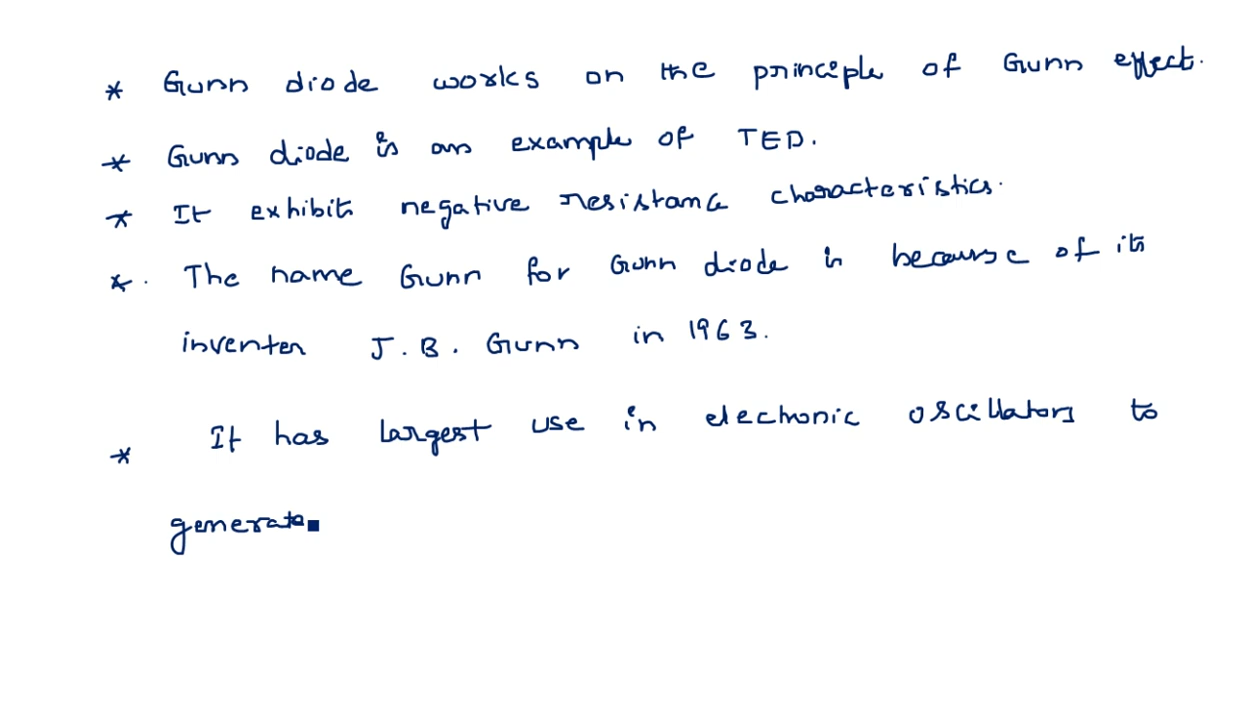 * Gunn diode works on the principle of Gunn effect.
* Gunn diode is an example of TED.
* It exhibits negative resistance characteristics.
*. The name Gunn for Gunn diode is because of its
inventer J.B. Gunn in 1963.
* It has largest use in electronic oscillators to
generate